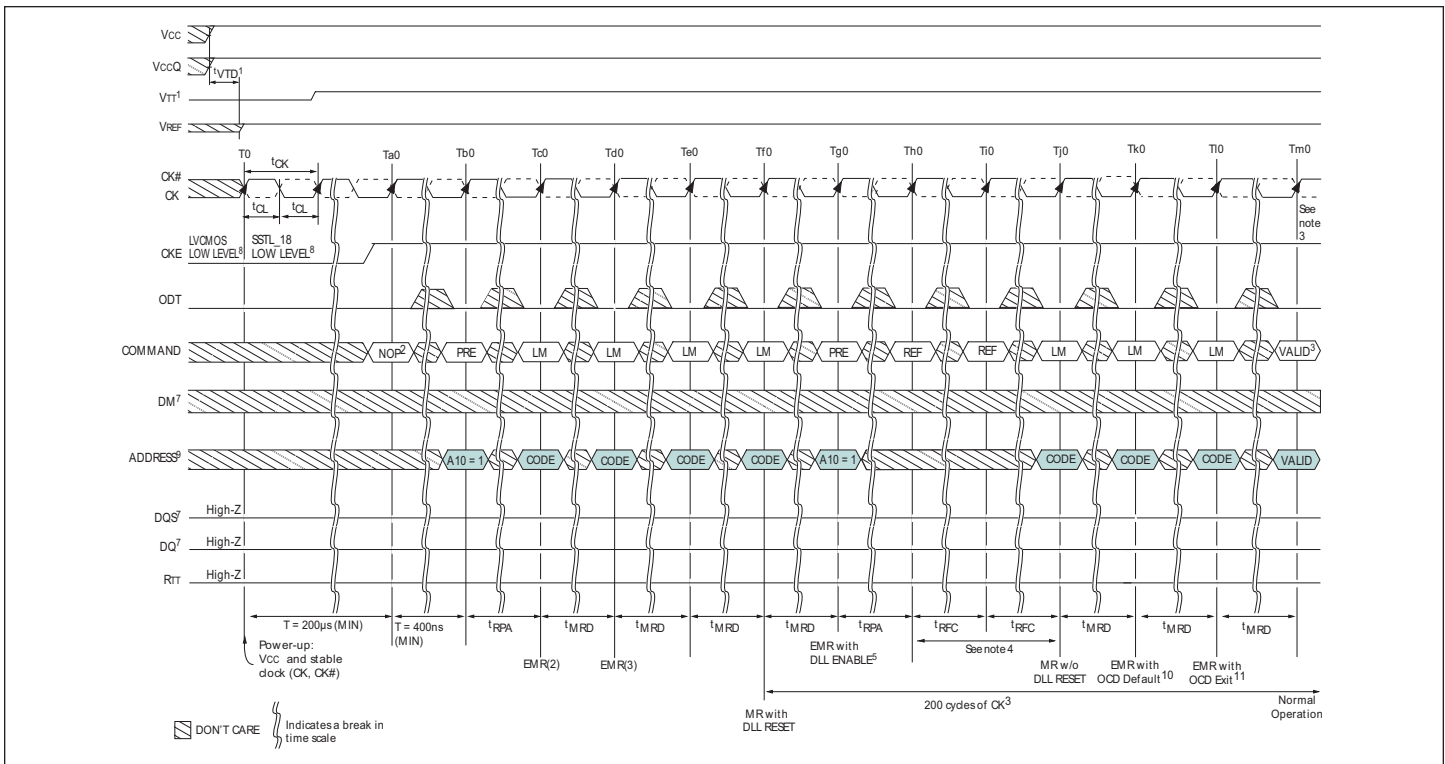 VCC
VCCQ
tVTD1
VTT1
VREF
T0 Ta0 Tb0 Tc0 Td0 Te0 Tf0 Tg0 Th0 Ti0 Tj0 Tk0 Tl0 Tm0
tCK
CK#
CK
tCL tCL
See note 3
LVCMOS LOW LEVEL8
SSTL_18 LOW LEVEL8
CKE
ODT
COMMAND NOP2 PRE LM LM LM LM PRE REF REF LM LM LM VALID3
DM7
ADDRESS9 A10 = 1 CODE CODE CODE CODE A10 = 1 CODE CODE CODE VALID
DQS7 High-Z
DQ7 High-Z
RTT High-Z
T = 200µs (MIN) T = 400ns (MIN) tRPA tMRD tMRD tMRD tMRD tRPA tRFC tRFC tMRD tMRD tMRD
See note 4
Power-up:
VCC and stable
clock (CK, CK#)
EMR(2) EMR(3)
EMR with
DLL ENABLE5
MR w/o
DLL RESET
EMR with
OCD Default10
EMR with
OCD Exit11
200 cycles of CK3
Normal
Operation
MR with
DLL RESET
DON'T CARE
Indicates a break in
time scale